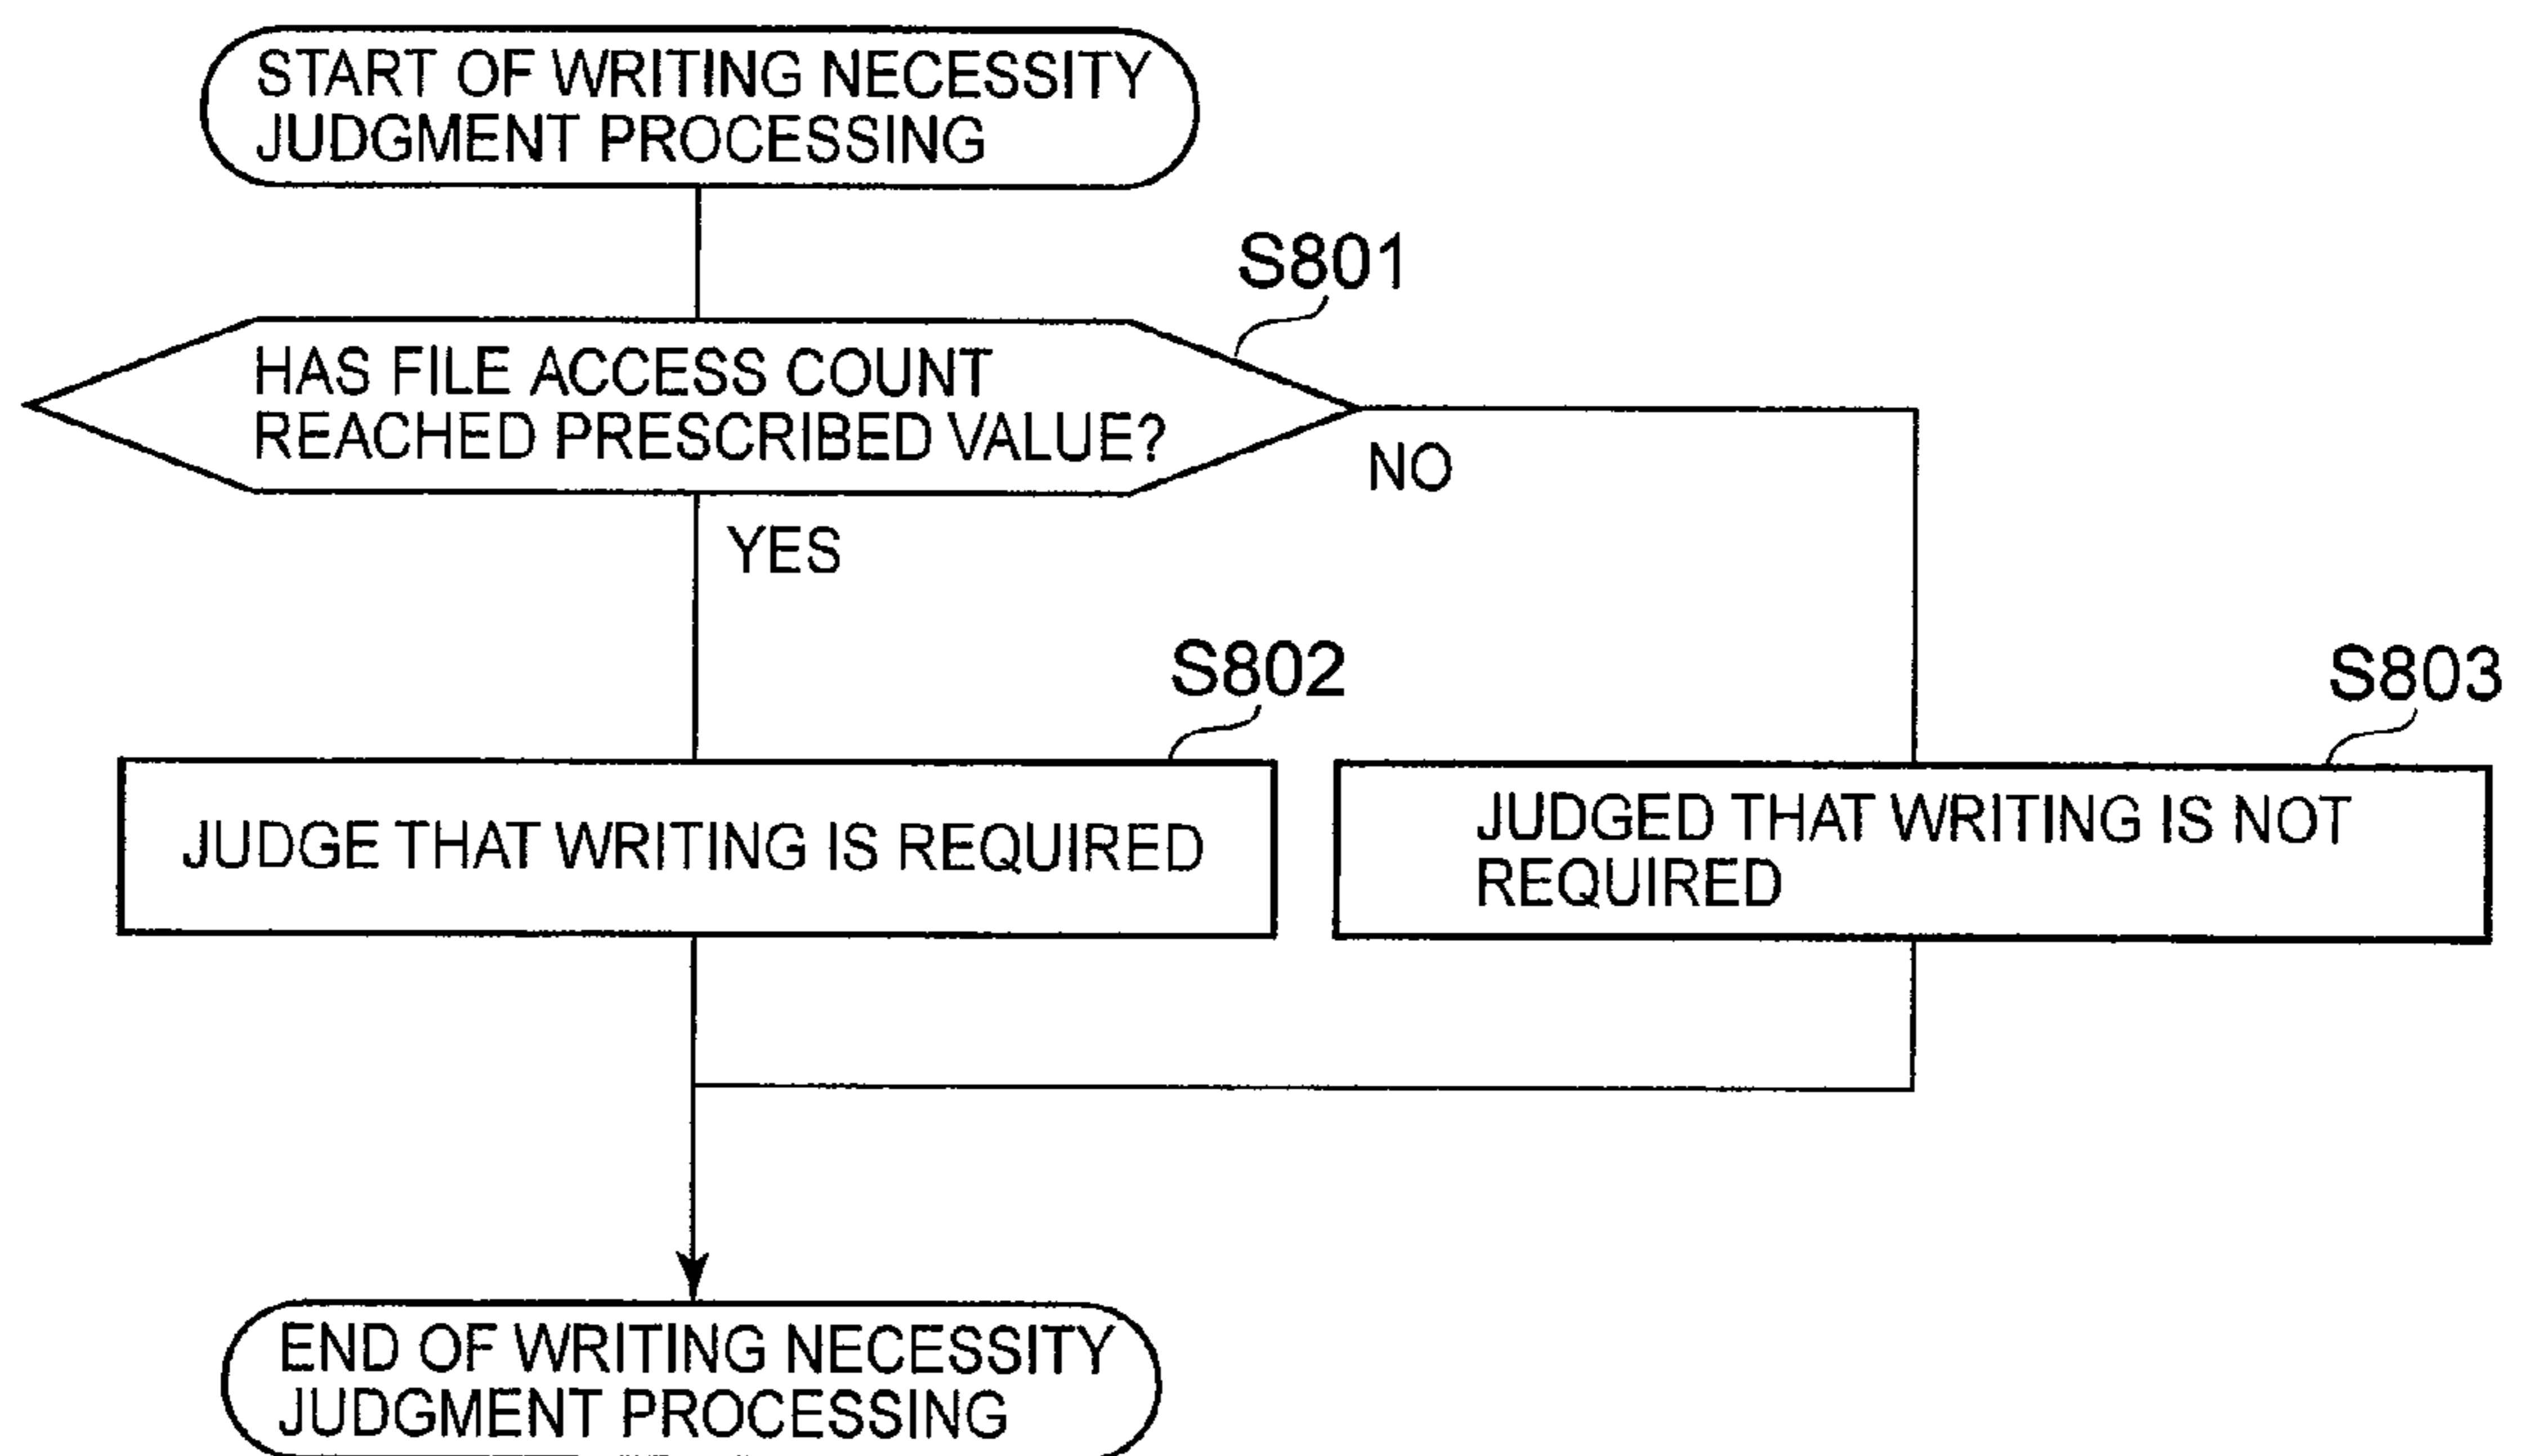 START OF WRITING NECESSITY
JUDGMENT PROCESSING
S801
HAS FILE ACCESS COUNT
REACHED PRESCRIBED VALUE?
NO
YES
S802
S803
JUDGE THAT WRITING IS REQUIRED
JUDGED THAT WRITING IS NOT
REQUIRED
END OF WRITING NECESSITY
JUDGMENT PROCESSING